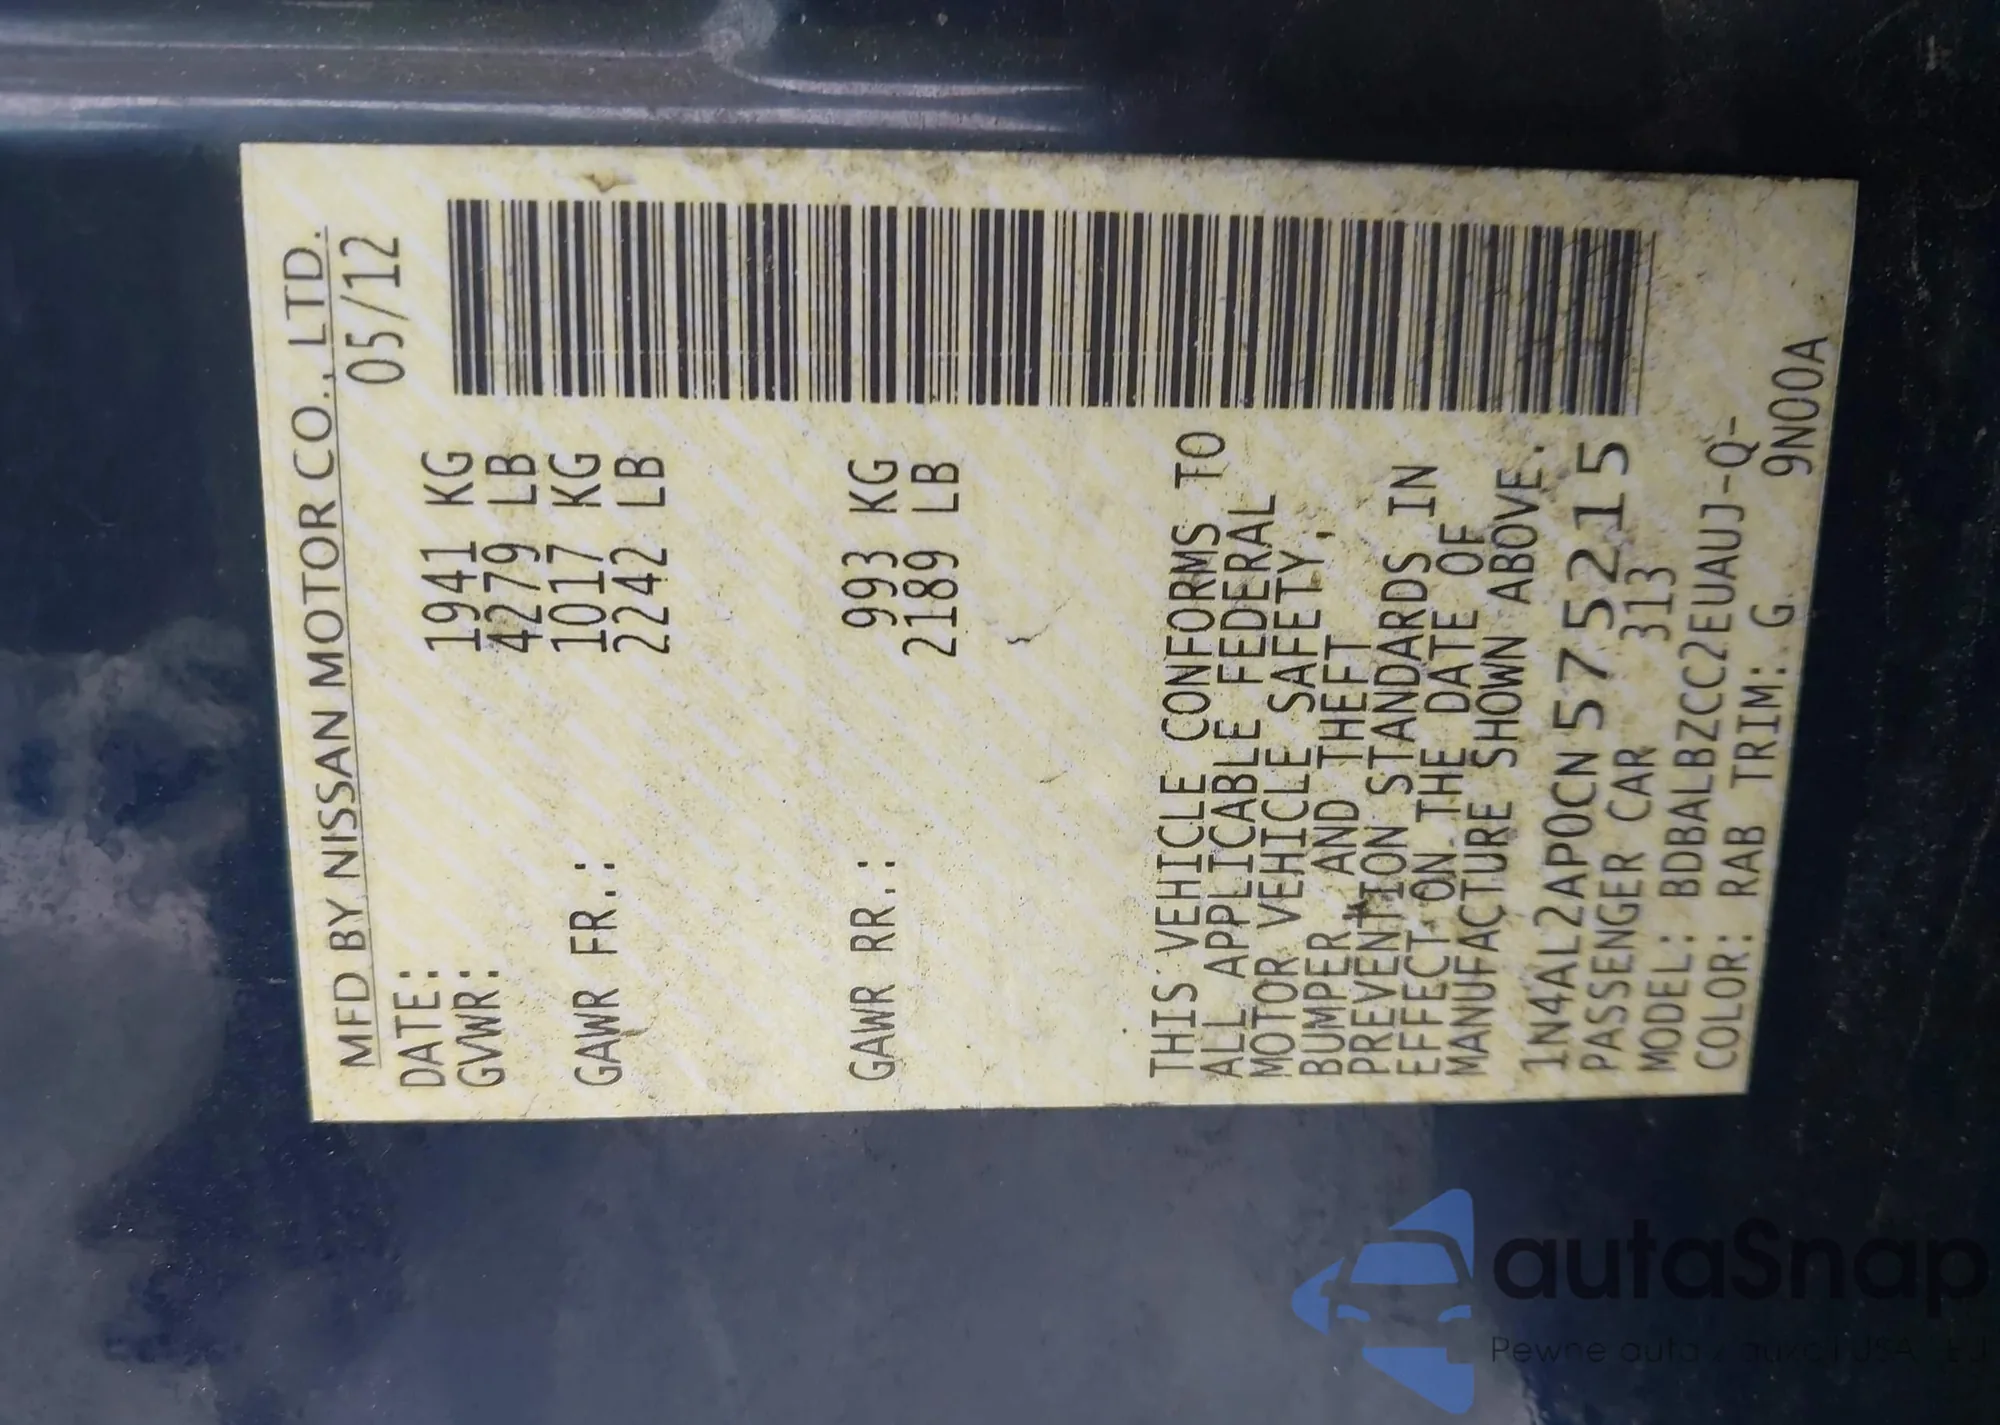 MFD BY NISSAN MOTOR CO., LTD.
DATE: 05/12
GVWR: 1941 KG
4279 LB
GAWR FR.: 1017 KG
2242 LB
GAWR RR.: 993 KG
2189 LB
THIS VEHICLE CONFORMS TO
ALL APPLICABLE FEDERAL
MOTOR VEHICLE SAFETY,
BUMPER, AND THEFT
PREVENTION STANDARDS IN
EFFECT ON THE DATE OF
MANUFACTURE SHOWN ABOVE.
1N4AL2AP0CN575215
PASSENGER CAR 313
MODEL: BDBALBZCC2EUAUJ-Q-
COLOR: RAB TRIM: G 9N00A
autaSnap
Pewne auta z USA